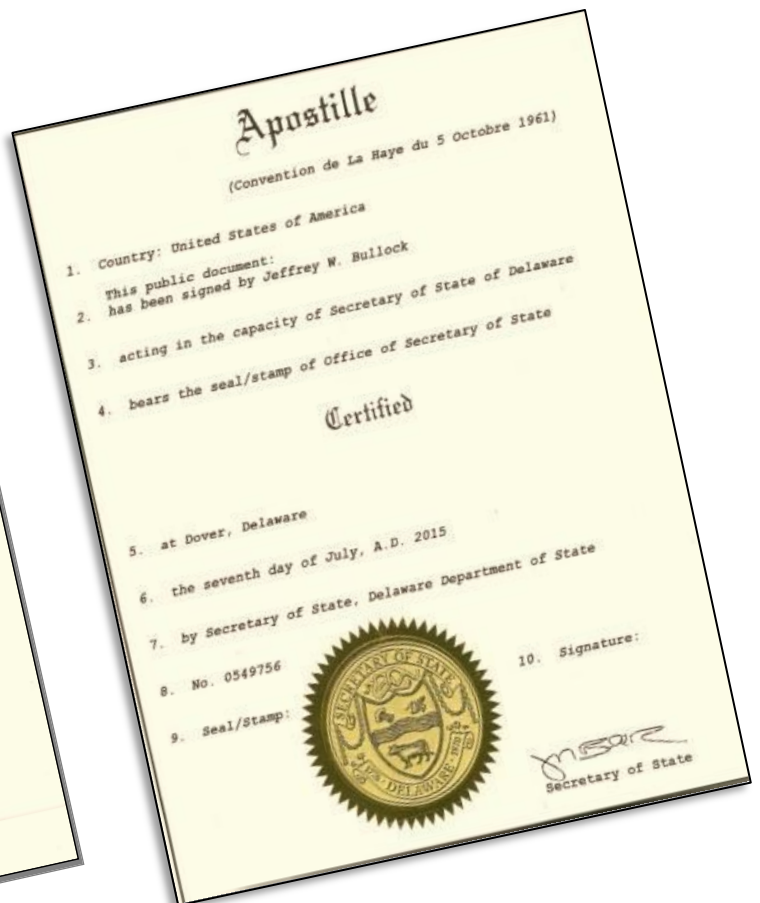 Apostille
(Convention de La Haye du 5 Octobre 1961)
1. Country: United States of America
This public document:
2. has been signed by Jeffrey W. Bullock
3. acting in the capacity of Secretary of State of Delaware
4. bears the seal/stamp of Office of Secretary of State
Certified
5. at Dover, Delaware
6. the seventh day of July, A.D. 2015
7. by Secretary of State, Delaware Department of State
8. No. 0549756
9. Seal/Stamp:
10. Signature:
SECRETARY OF STATE
DELAWARE
Secretary of State